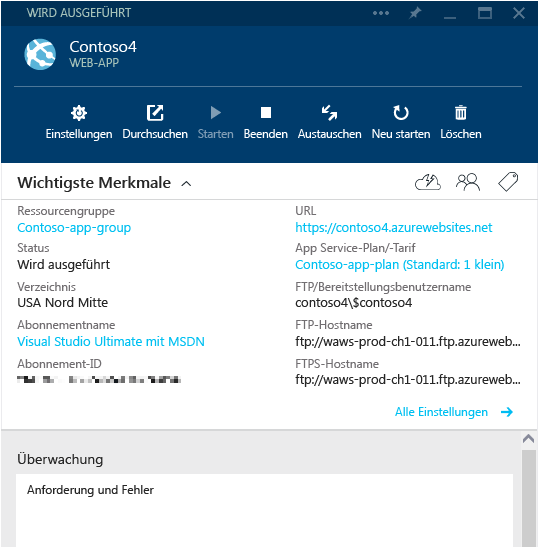 WIRD AUSGEFÜHRT
Contoso4
WEB-APP
Einstellungen Durchsuchen Starten Beenden Austauschen Neu starten Löschen
Wichtigste Merkmale
Ressourcengruppe
Contoso-app-group
Status
Wird ausgeführt
Verzeichnis
USA Nord Mitte
Abonnementname
Visual Studio Ultimate mit MSDN
Abonnement-ID
URL
https://contoso4.azurewebsites.net
App Service-Plan/-Tarif
Contoso-app-plan (Standard: 1 klein)
FTP/Bereitstellungsbenutzername
contoso4\$contoso4
FTP-Hostname
ftp://waws-prod-ch1-011.ftp.azureweb...
FTPS-Hostname
ftp://waws-prod-ch1-011.ftp.azureweb...
Alle Einstellungen
Überwachung
Anforderung und Fehler